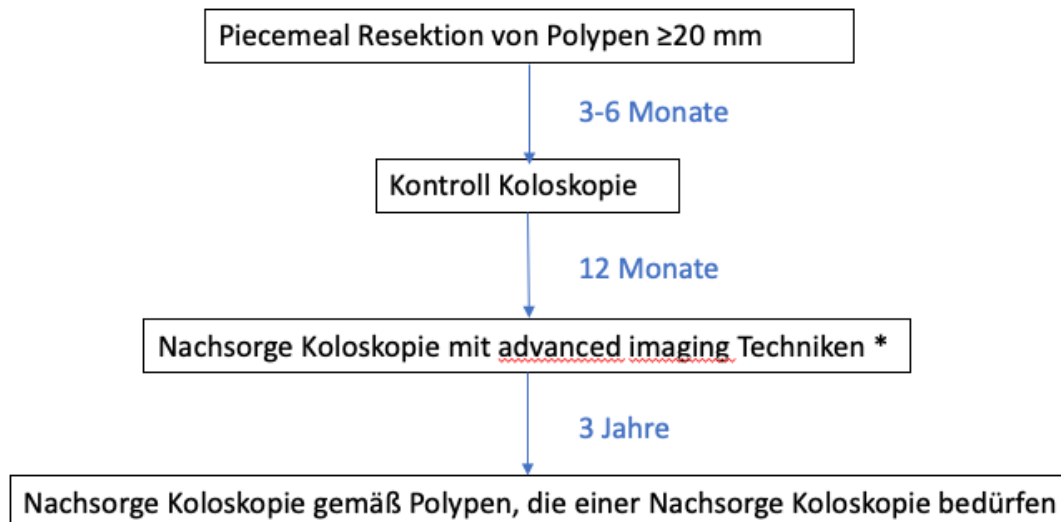 Piecemeal Resektion von Polypen ≥20 mm
3-6 Monate
Kontroll Koloskopie
12 Monate
Nachsorge Koloskopie mit advanced imaging Techniken *
3 Jahre
Nachsorge Koloskopie gemäß Polypen, die einer Nachsorge Koloskopie bedürfen